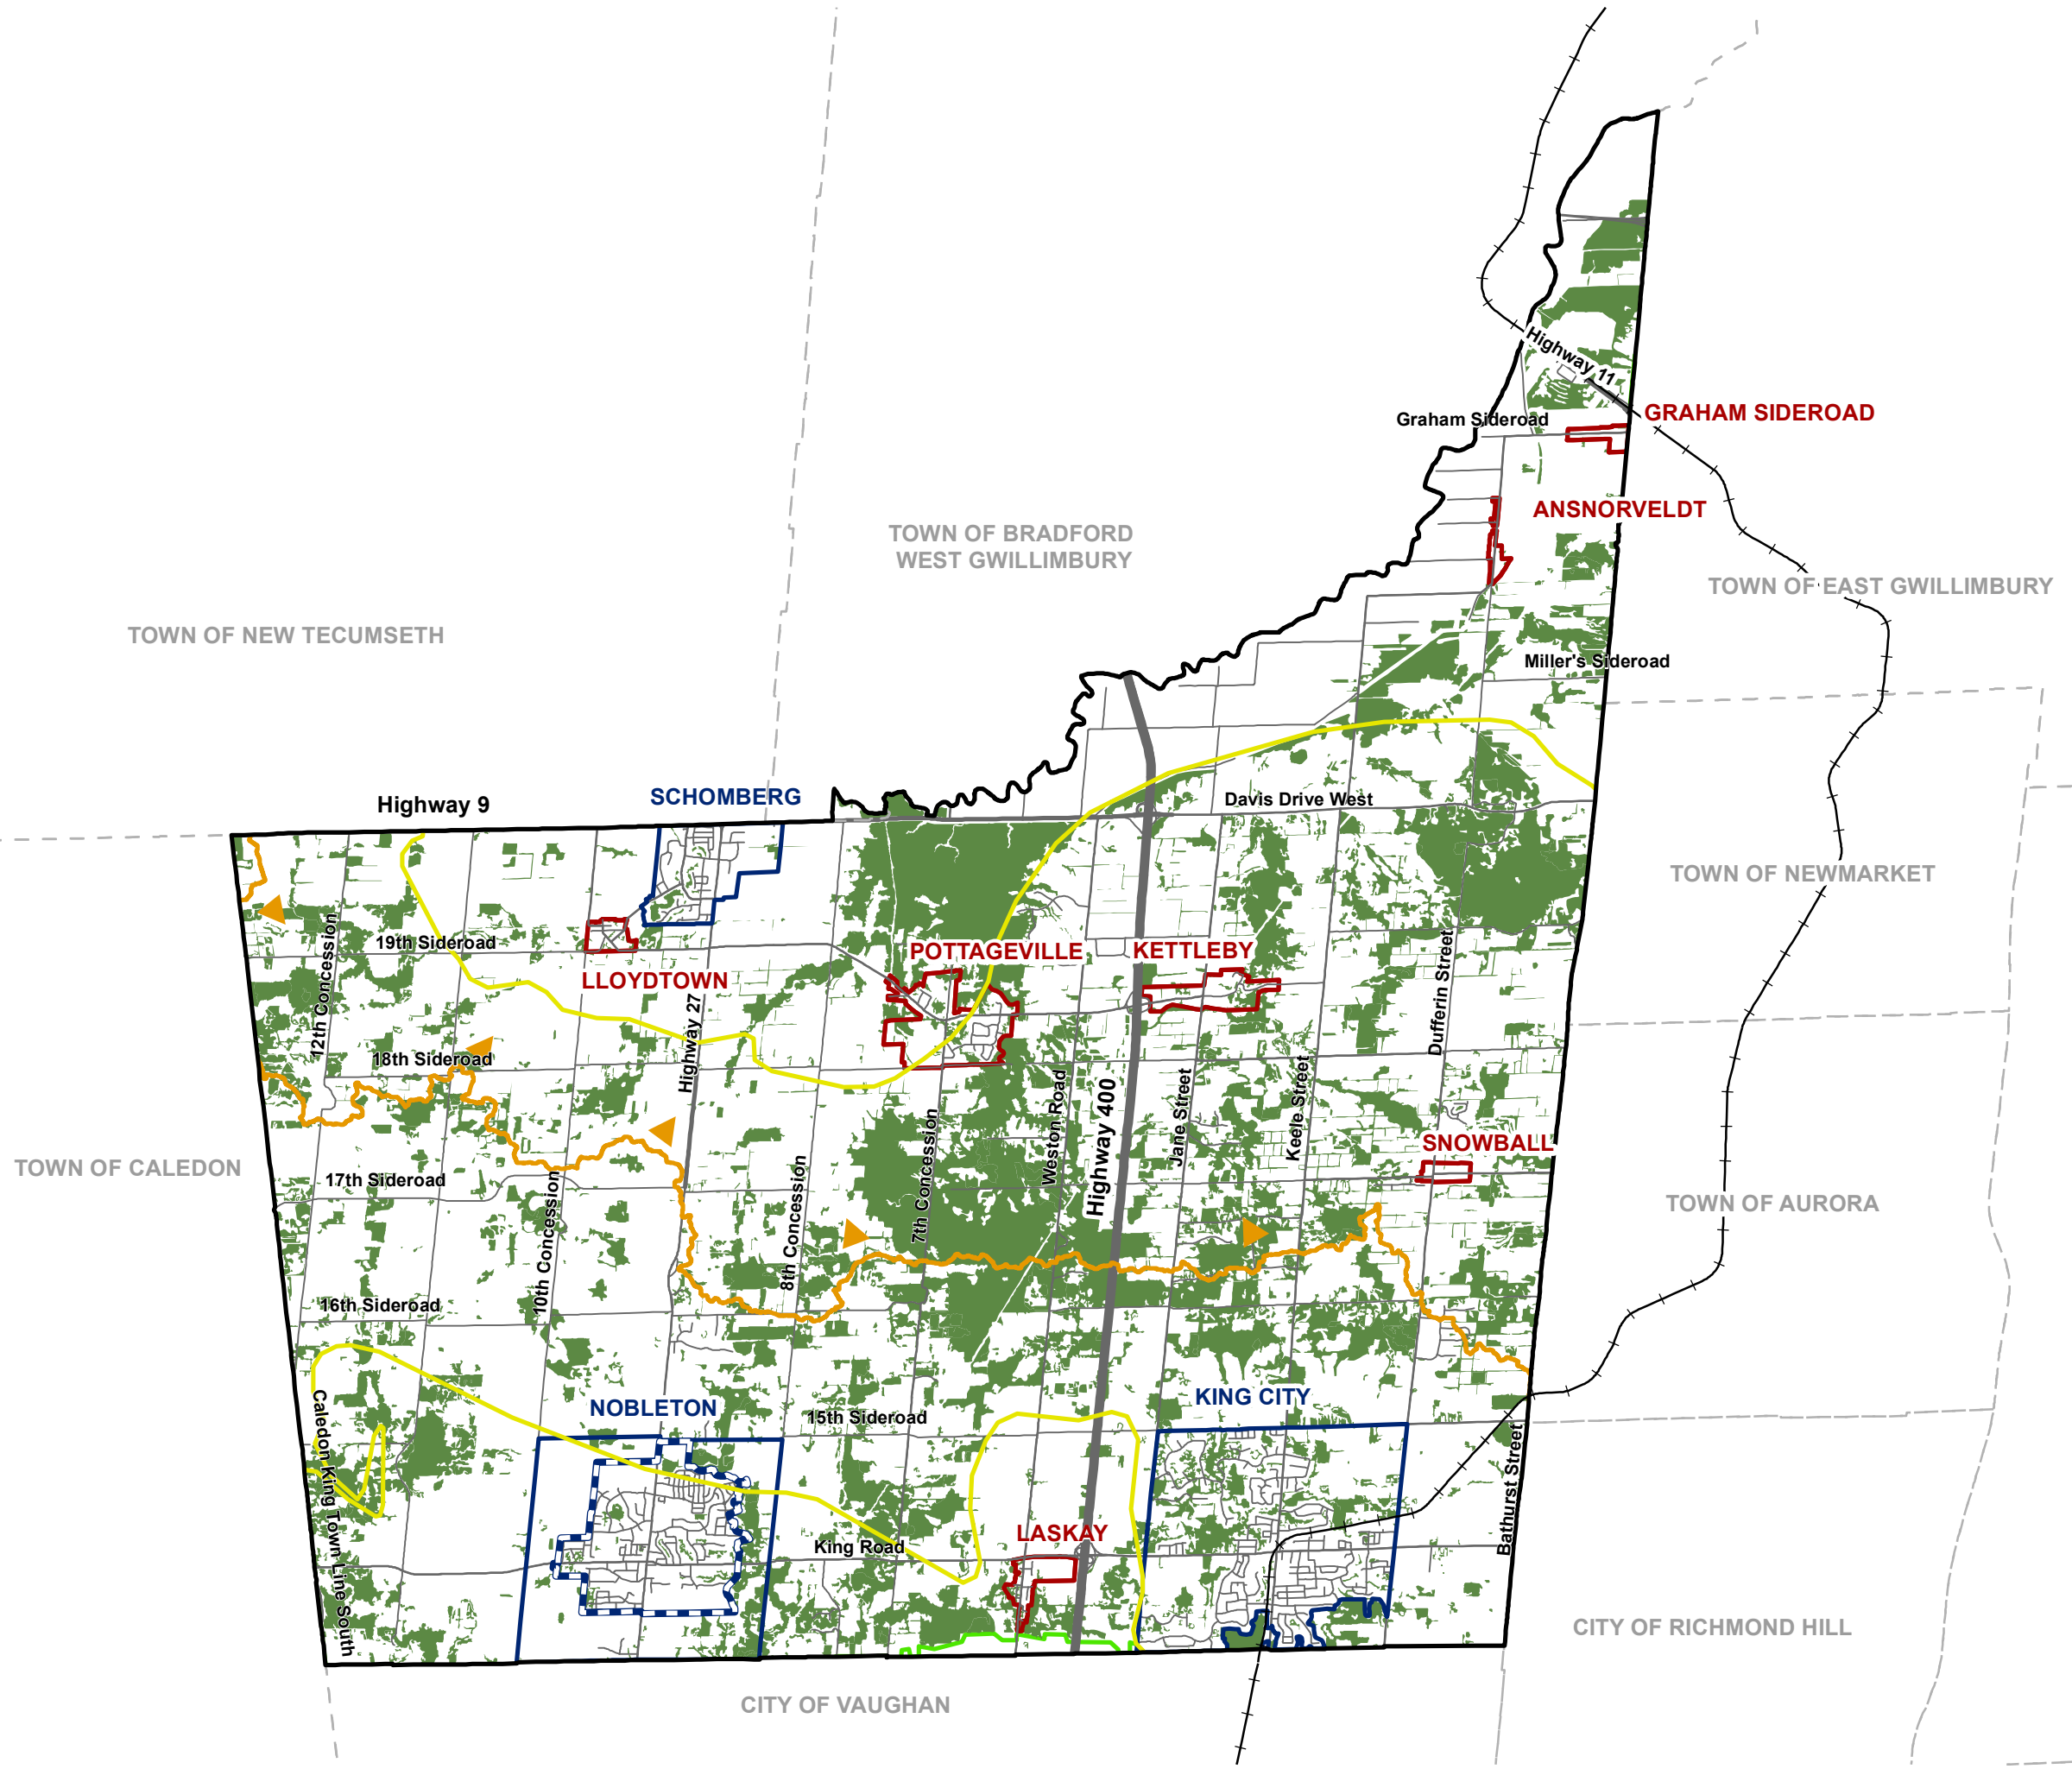 Highway 11
GRAHAM SIDEROAD
Graham Sideroad
ANSNORVELDT
TOWN OF BRADFORD
WEST GWILLIMBURY
TOWN OF EAST GWILLIMBURY
TOWN OF NEW TECUMSETH
Miller's Sideroad
SCHOMBERG
Highway 9
Davis Drive West
TOWN OF NEWMARKET
19th Sideroad
POTTAGEVILLE
KETTLEBY
LLOYDTOWN
12th Concession
Highway 27
Dufferin Street
18th Sideroad
Weston Road
Highway 400
Jane Street
Keele Street
SNOWBALL
TOWN OF CALEDON
17th Sideroad
10th Concession
8th Concession
7th Concession
TOWN OF AURORA
16th Sideroad
NOBLETON
15th Sideroad
KING CITY
Caledon King Town Line South
Bathurst Street
LASKAY
King Road
CITY OF RICHMOND HILL
CITY OF VAUGHAN